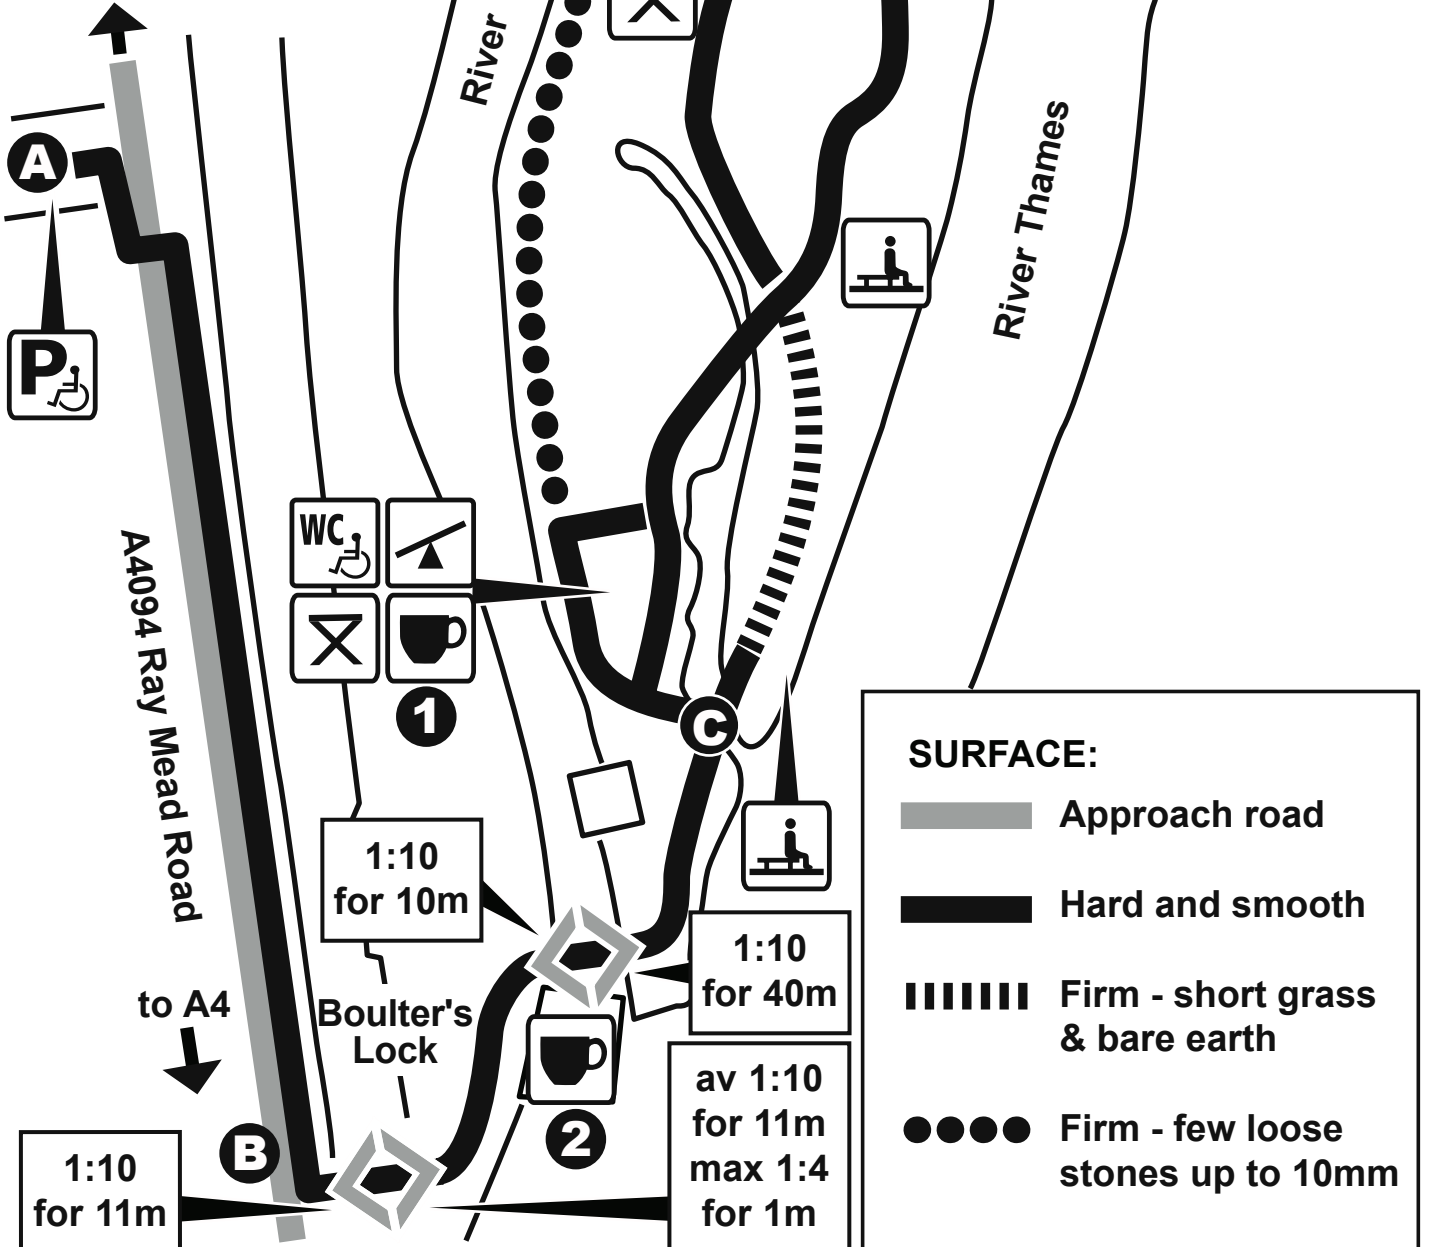 River
A
River Thames
P
WC
A4094 Ray Mead Road
1
C
SURFACE:
Approach road
Hard and smooth
Firm - short grass
& bare earth
Firm - few loose
stones up to 10mm
1:10
for 10m
1:10
for 40m
to A4
Boulter's
Lock
2
av 1:10
for 11m
max 1:4
for 1m
B
1:10
for 11m